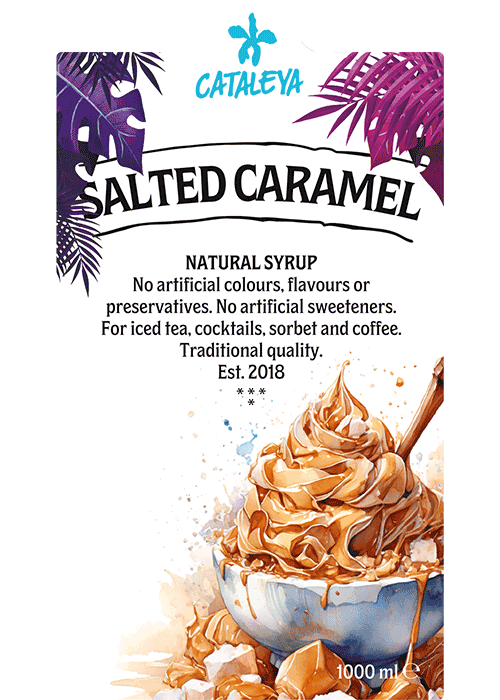 CATALEYA
SALTED CARAMEL
NATURAL SYRUP
No artificial colours, flavours or
preservatives. No artificial sweeteners.
For iced tea, cocktails, sorbet and coffee.
Traditional quality.
Est. 2018
* * *
*
1000 ml ℮